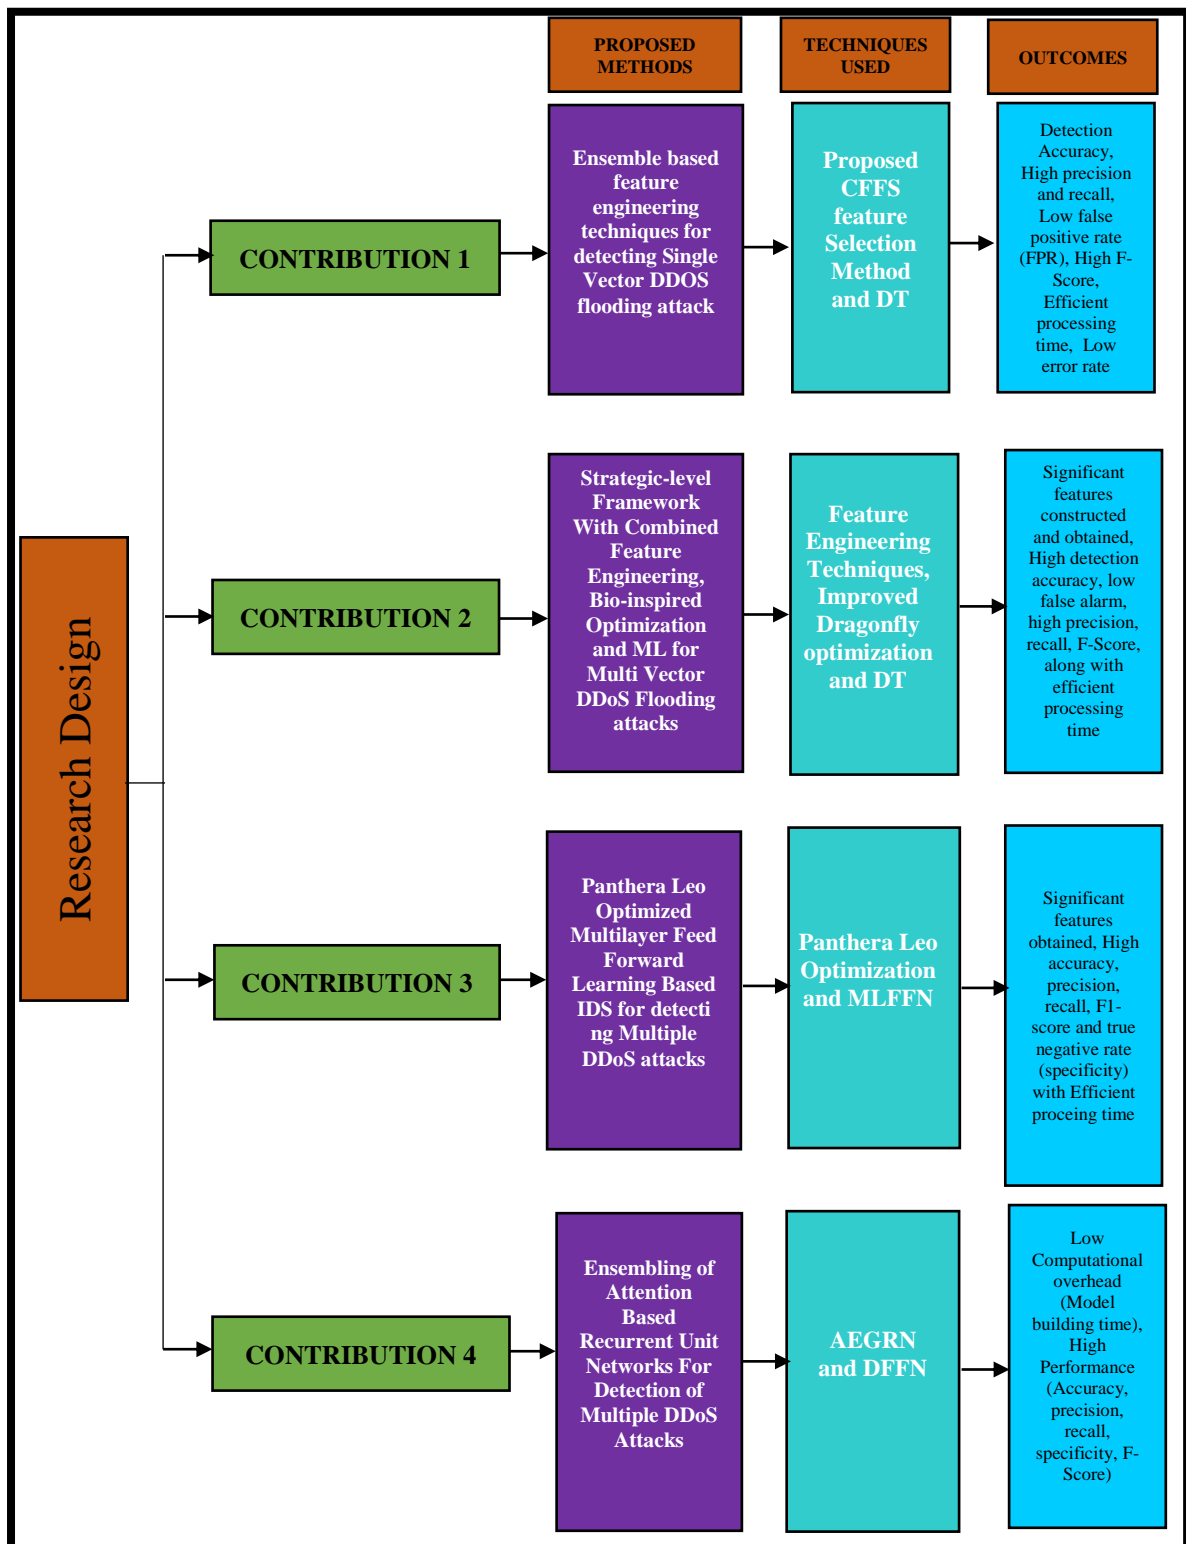 PROPOSED
METHODS
TECHNIQUES
USED
OUTCOMES
Research Design
CONTRIBUTION 1
Ensemble based
feature
engineering
techniques for
detecting Single
Vector DDOS
flooding attack
Proposed
CFFS
feature
Selection
Method
and DT
Detection
Accuracy,
High precision
and recall,
Low false
positive rate
(FPR), High F-
Score,
Efficient
processing
time, Low
error rate
CONTRIBUTION 2
Strategic-level
Framework
With Combined
Feature
Engineering,
Bio-inspired
Optimization
and ML for
Multi Vector
DDoS Flooding
attacks
Feature
Engineering
Techniques,
Improved
Dragonfly
optimization
and DT
Significant
features
constructed
and obtained,
High detection
accuracy, low
false alarm,
high precision,
recall, F-Score,
along with
efficient
processing
time
CONTRIBUTION 3
Panthera Leo
Optimized
Multilayer Feed
Forward
Learning Based
IDS for detecti
ng Multiple
DDoS attacks
Panthera Leo
Optimization
and MLFFN
Significant
features
obtained, High
accuracy,
precision,
recall, F1-
score and true
negative rate
(specificity)
with Efficient
proceing time
CONTRIBUTION 4
Ensembling of
Attention
Based
Recurrent Unit
Networks For
Detection of
Multiple DDoS
Attacks
AEGRN
and DFFN
Low
Computational
overhead
(Model
building time),
High
Performance
(Accuracy,
precision,
recall,
specificity, F-
Score)